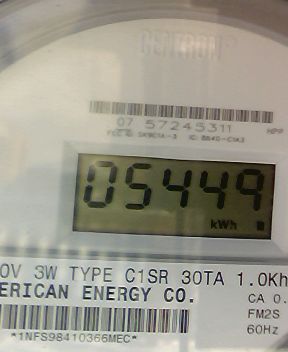 CENTRON
07 57245311
HPP
05449
kWh
0V 3W TYPE C1SR 30TA 1.0Kh
ERICAN ENERGY CO.
CA 0.
FM2S
60Hz
*1NFS98410366MEC*